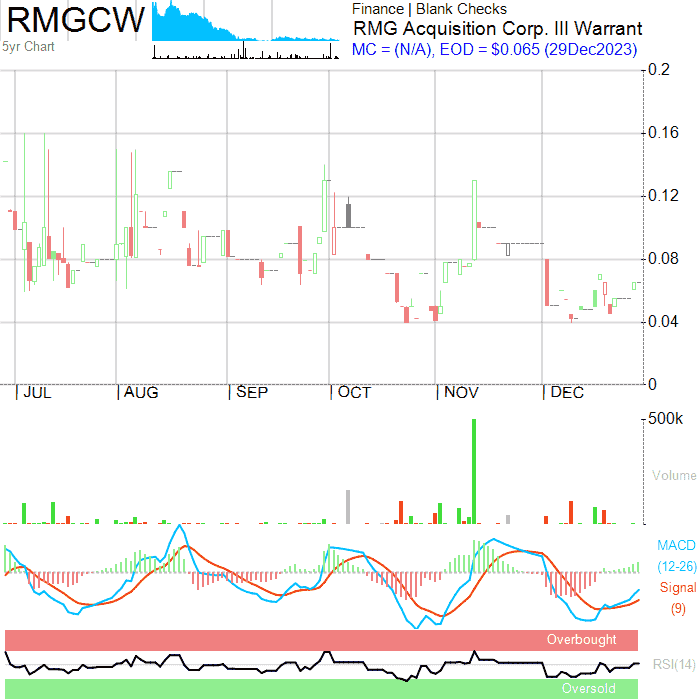 RMGCW
5yr Chart
Finance | Blank Checks
RMG Acquisition Corp. III Warrant
MC = (N/A), EOD = $0.065 (29Dec2023)
0.2
0.16
0.12
0.08
0.04
0
JUL
AUG
SEP
OCT
NOV
DEC
500k
Volume
MACD
(12-26)
Signal
(9)
Overbought
RSI(14)
Oversold